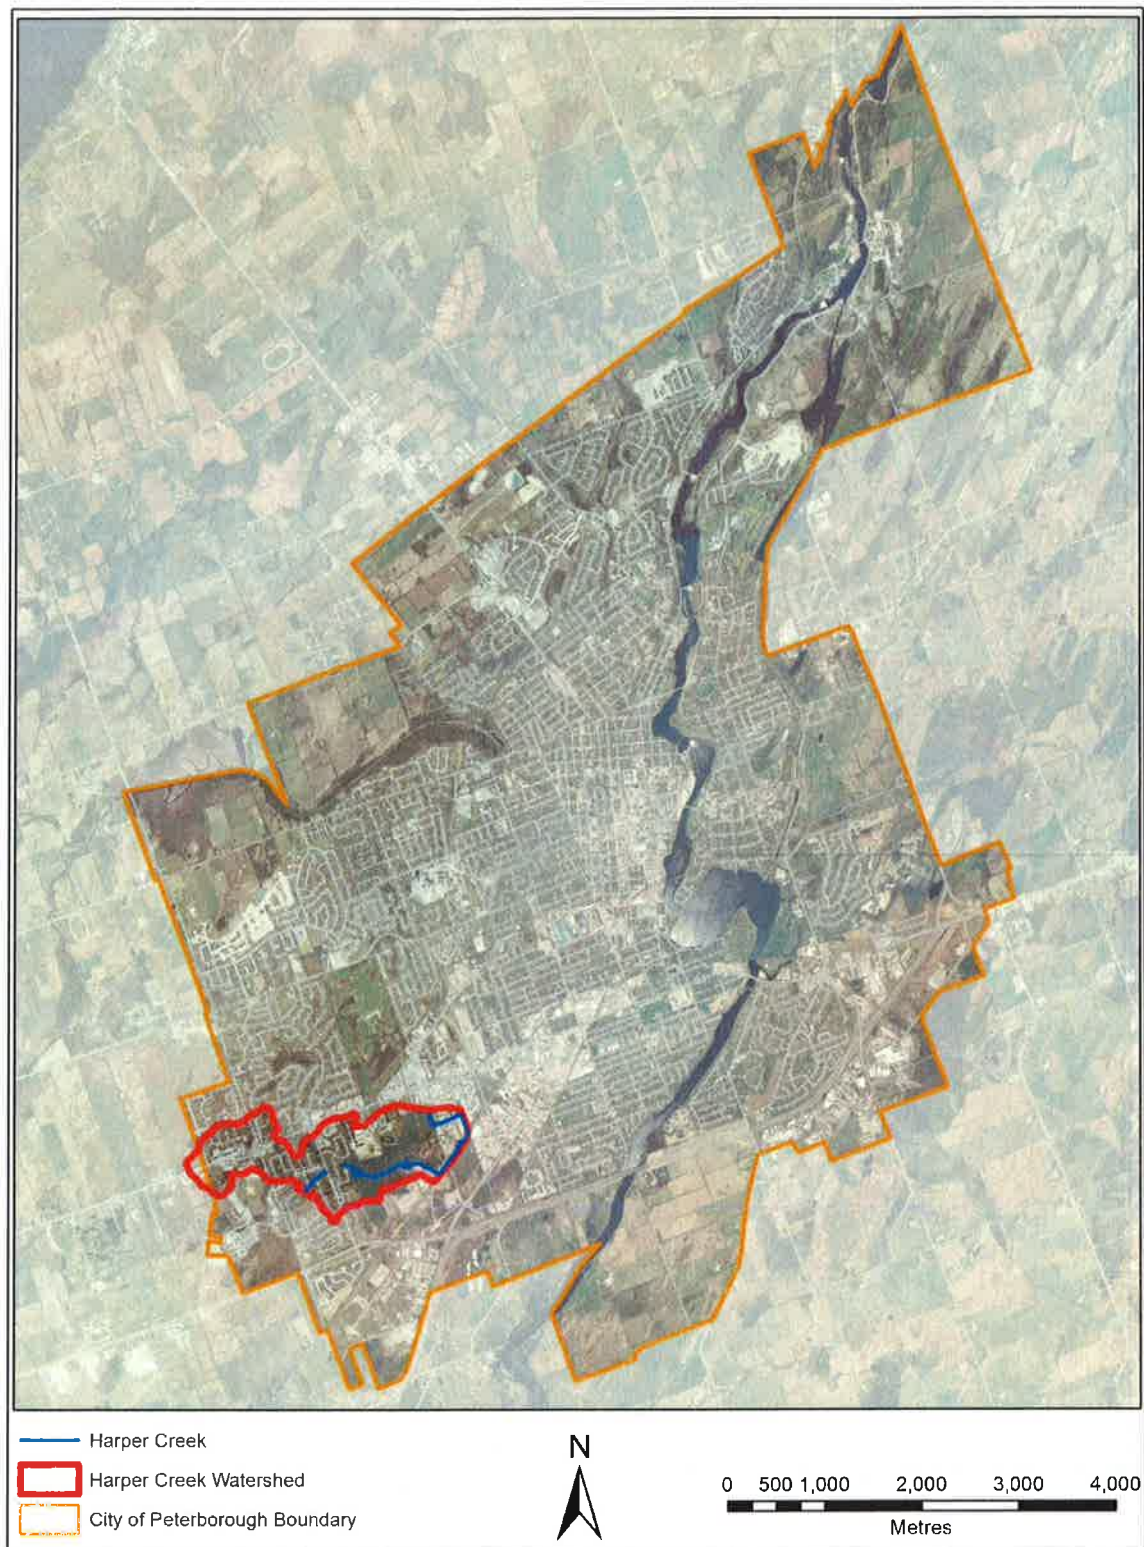 Harper Creek
Harper Creek Watershed
City of Peterborough Boundary
N
0 500 1,000 2,000 3,000 4,000
Metres